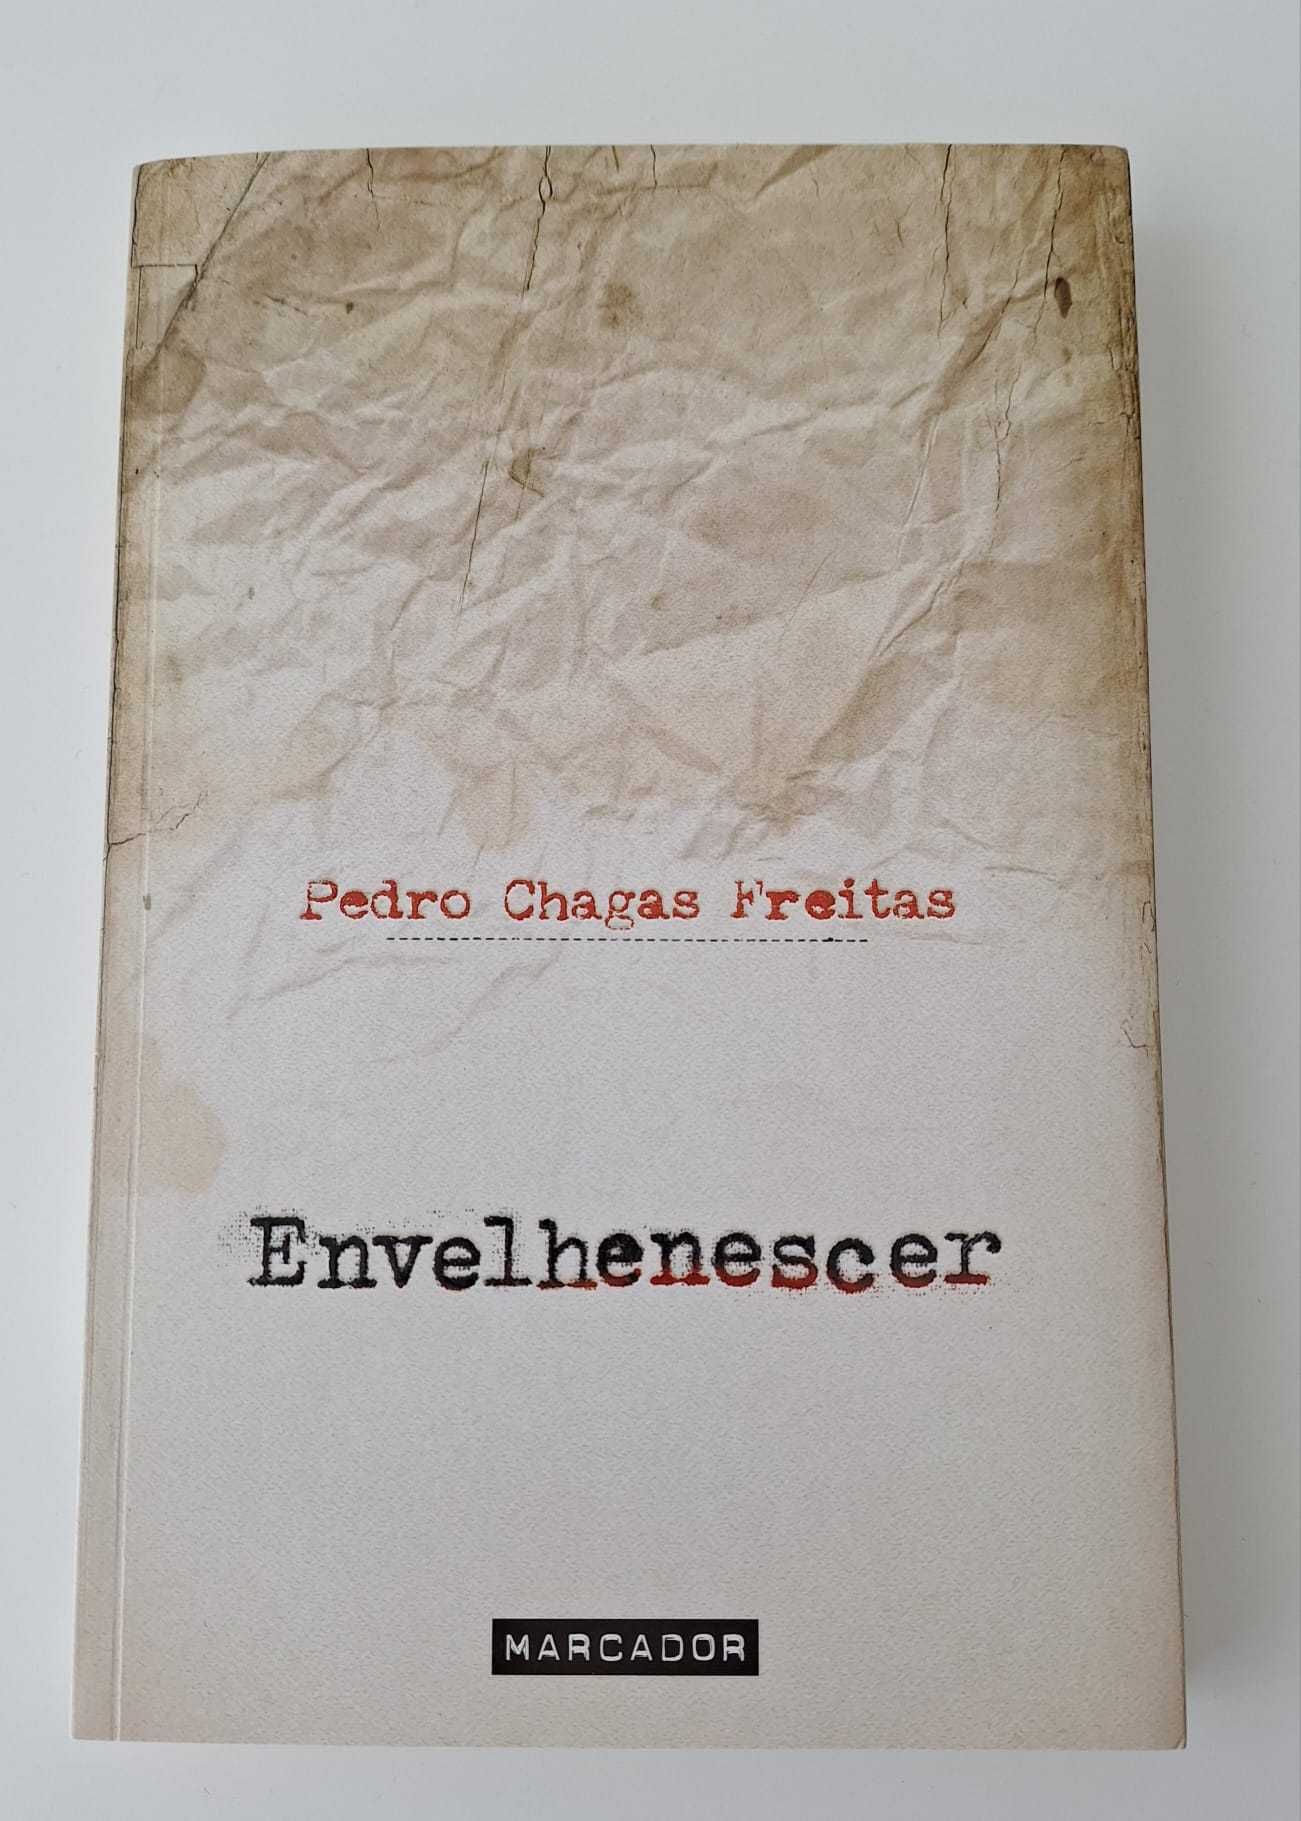 Pedro Chagas Freitas
Envelhenescer
MARCADOR